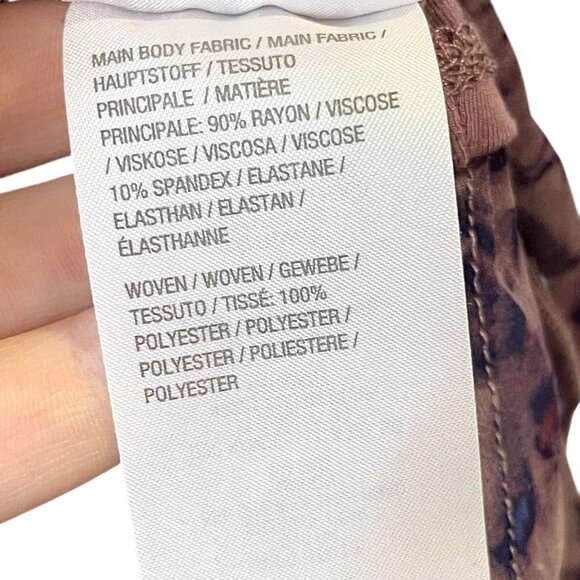 MAIN BODY FABRIC / MAIN FABRIC /
HAUPTSTOFF / TESSUTO
PRINCIPALE / MATIÈRE
PRINCIPALE: 90% RAYON / VISCOSE
/ VISKOSE / VISCOSA / VISCOSE
10% SPANDEX / ELASTANE /
ELASTHAN / ELASTAN /
ÉLASTHANNE
WOVEN / WOVEN / GEWEBE /
TESSUTO / TISSÉ: 100%
POLYESTER / POLYESTER /
POLYESTER / POLIESTERE /
POLYESTER